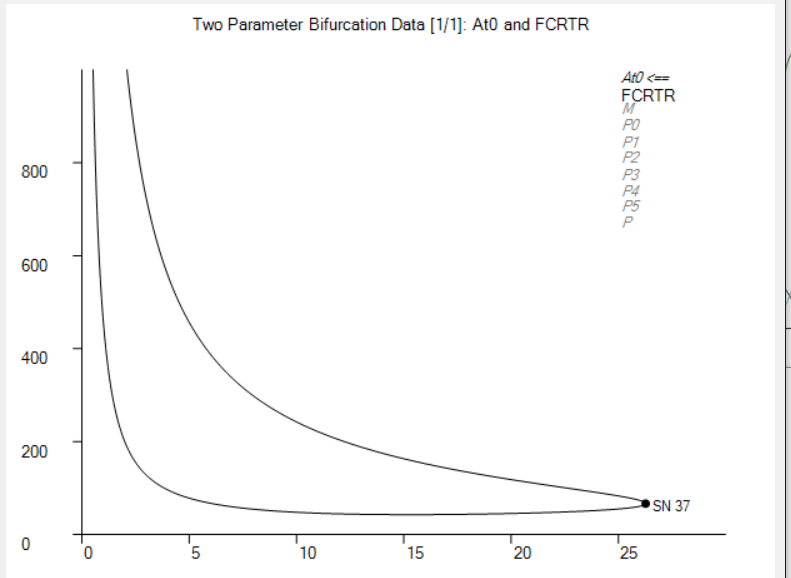 Two Parameter Bifurcation Data [1/1]: At0 and FCRTR
At0 <==
FCRTR
M
P0
P1
P2
P3
P4
P5
P
800
600
400
200
0
SN 37
0 5 10 15 20 25